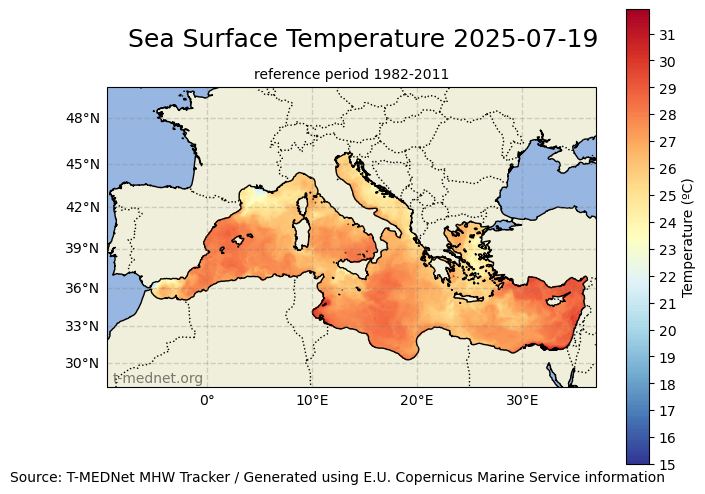 Sea Surface Temperature 2025-07-19
reference period 1982-2011
48°N
45°N
42°N
39°N
36°N
33°N
30°N
0°
10°E
20°E
30°E
t-mednet.org
31
30
29
28
27
26
25
24
23
22
21
20
19
18
17
16
15
Temperature (ºC)
Source: T-MEDNet MHW Tracker / Generated using E.U. Copernicus Marine Service information